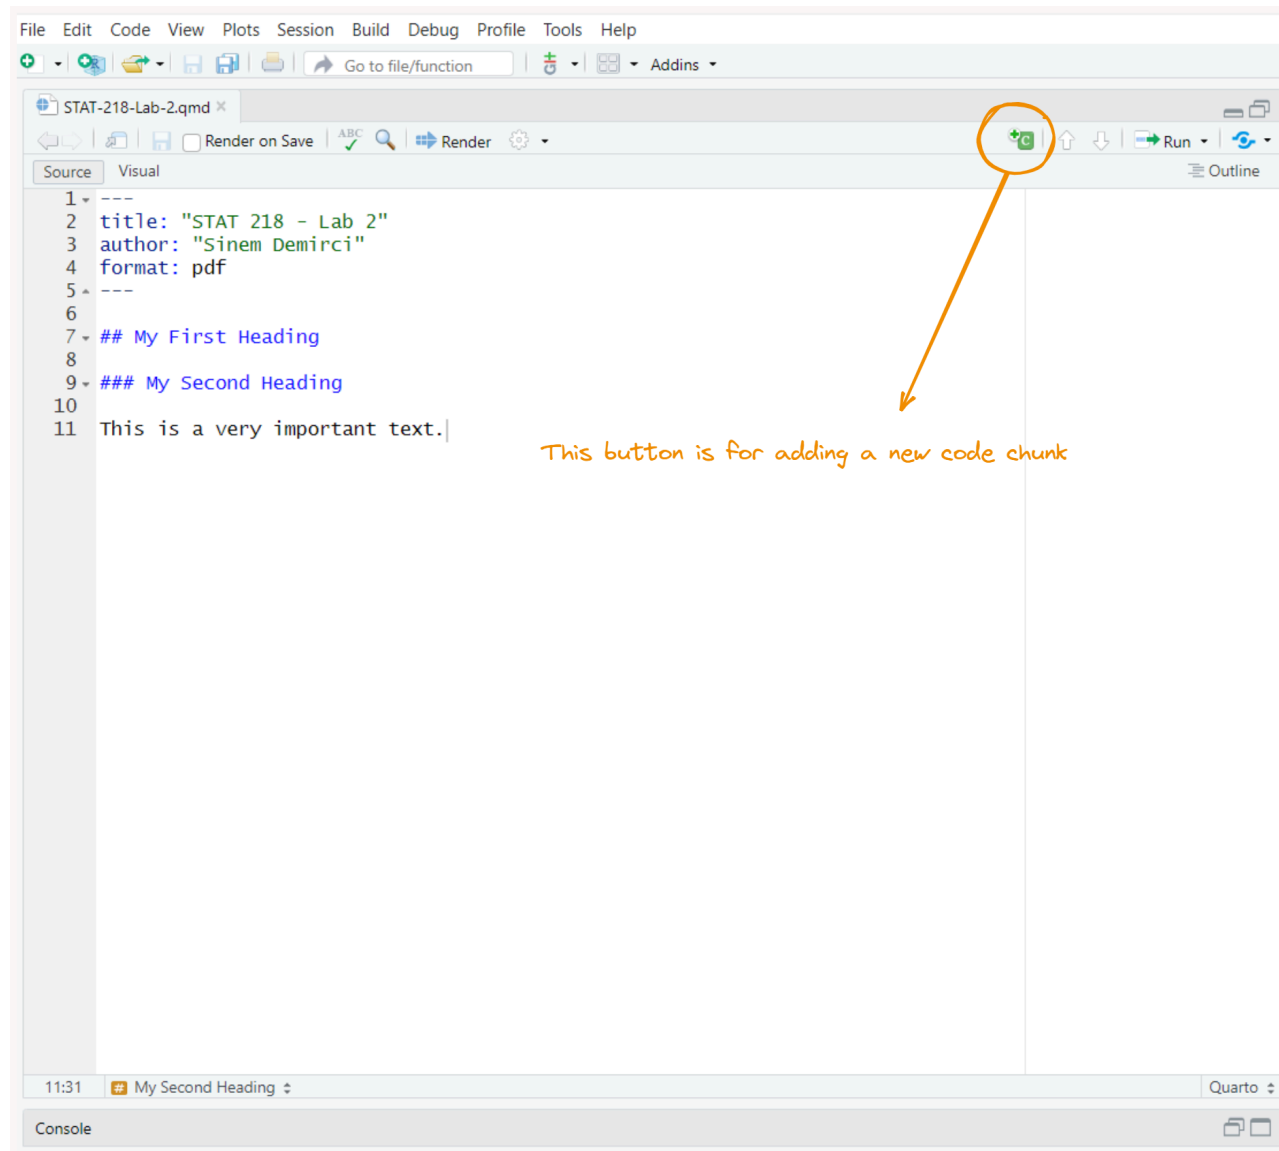 File Edit Code View Plots Session Build Debug Profile Tools Help
Go to file/function Addins
STAT-218-Lab-2.qmd
Render on Save ABC Render C Run
Source Visual Outline
1 ---
2 title: "STAT 218 - Lab 2"
3 author: "Sinem Demirci"
4 format: pdf
5 ---
6
7 ## My First Heading
8
9 ### My Second Heading
10
11 This is a very important text.
This button is for adding a new code chunk
11:31 # My Second Heading Quarto
Console